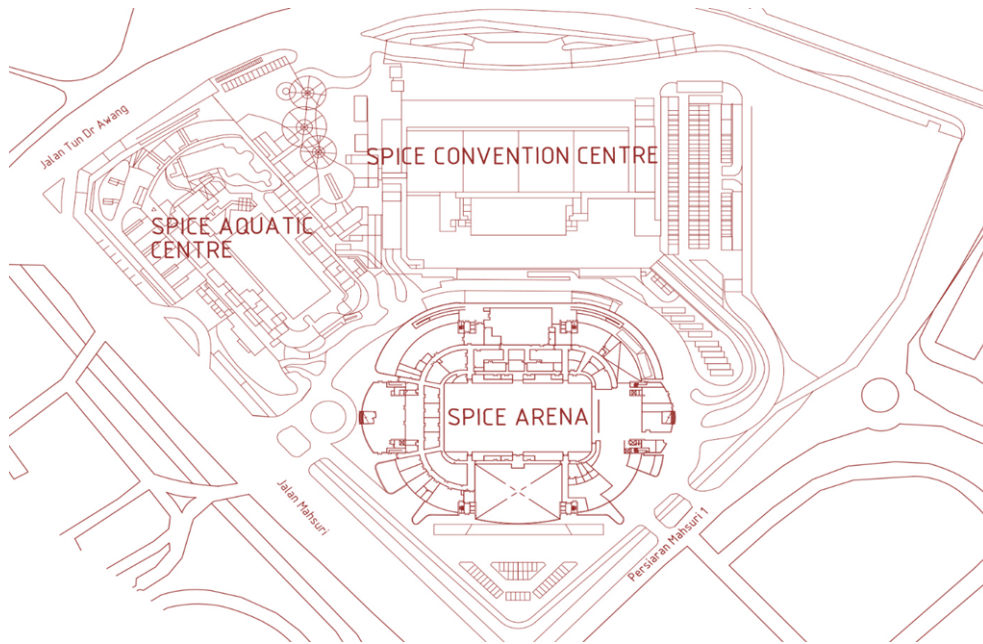 Jalan Tun Dr Awang
SPICE CONVENTION CENTRE
SPICE AQUATIC
CENTRE
SPICE ARENA
Jalan Mahsuri
Persiaran Mahsuri 1